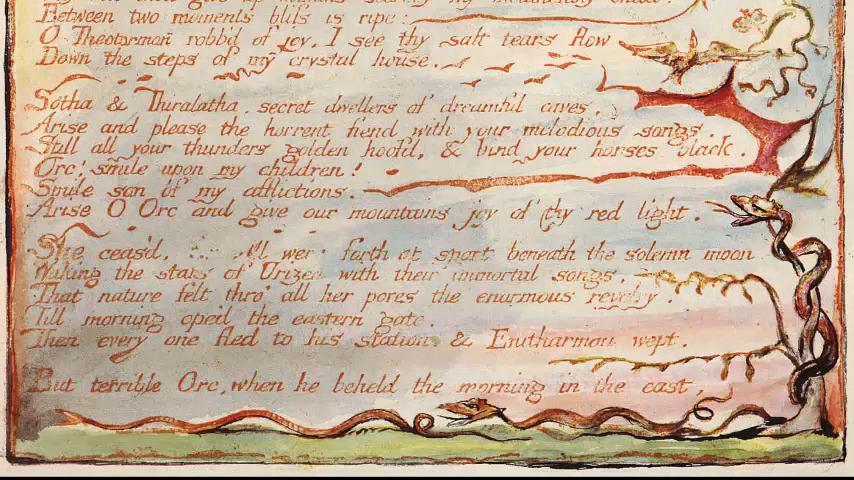 Between two moments bliss is ripe:
O Theotormon robb'd of joy, I see thy salt tears flow
Down the steps of my crystal house.
Sotha & Thiralatha, secret dwellers of dreamful caves,
Arise and please the horrent fiend with your melodious songs.
Still all your thunders golden hoof'd, & bind your horses black.
Orc! smile upon my children!
Smile son of my afflictions.
Arise O Orc and give our mountains joy of thy red light.
She ceas'd, All were forth at sport beneath the solemn moon
Waking the stars of Urizen with their immortal songs,
That nature felt thro' all her pores the enormous revelry.
Till morning oped the eastern gate.
Then every one fled to his station & Enitharmon wept.
But terrible Orc, when he beheld the morning in the east,